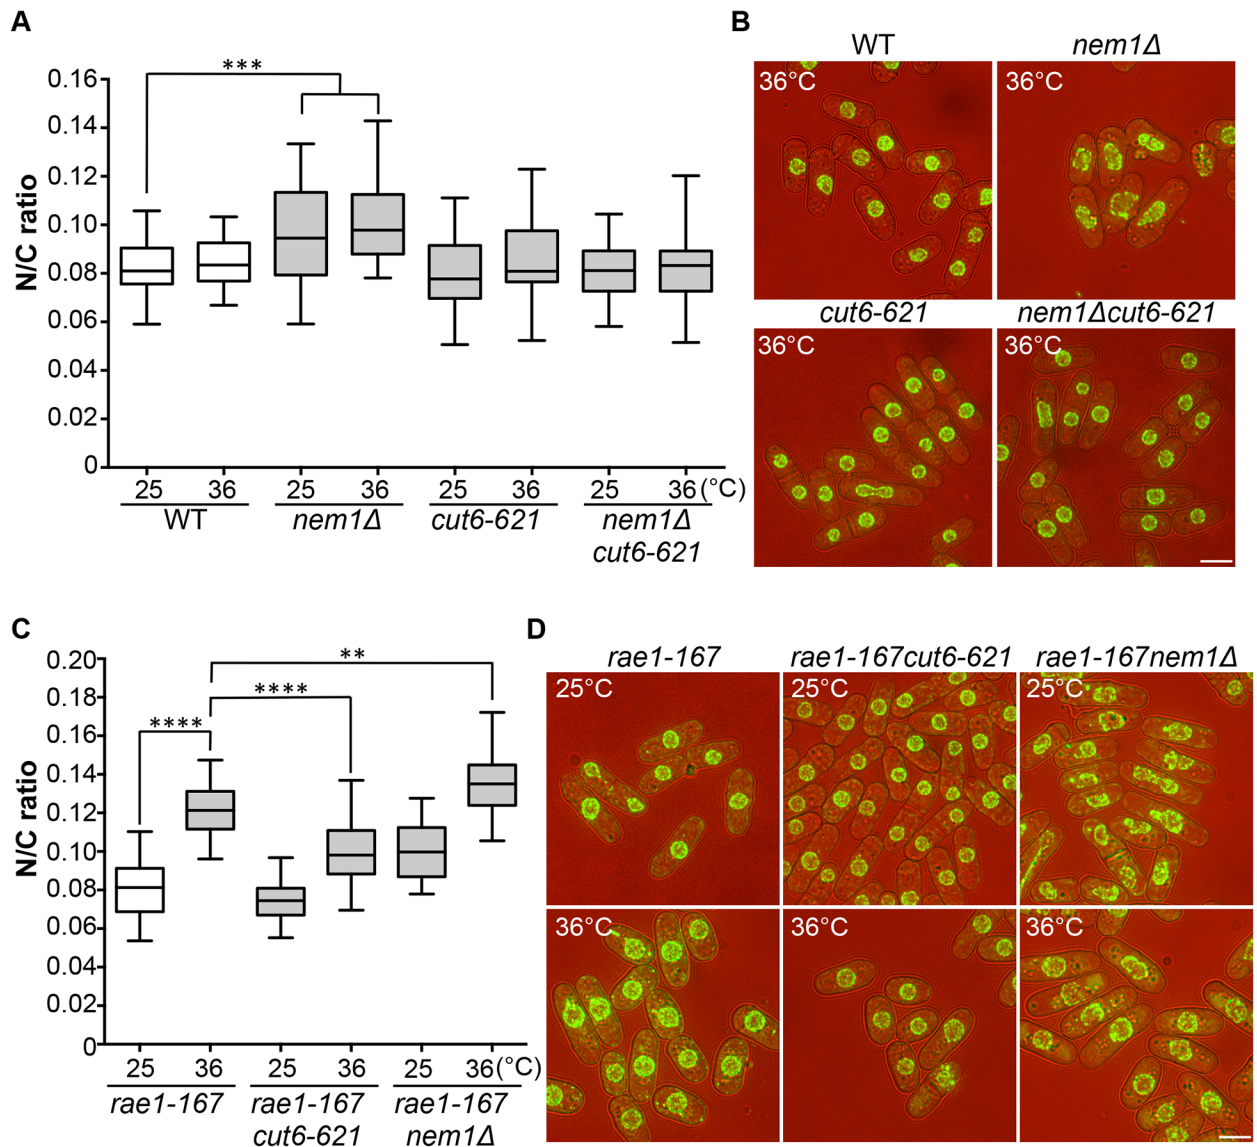 A
N/C ratio
0.16
0.14
0.12
0.10
0.08
0.06
0.04
0.02
0
***
25 36 25 36 25 36 25 36 (°C)
WT nem1Δ cut6-621 nem1Δ
cut6-621
B
WT nem1Δ
36°C 36°C
cut6-621 nem1Δcut6-621
36°C 36°C
C
N/C ratio
0.20
0.18
0.16
0.14
0.12
0.10
0.08
0.06
0.04
0.02
0
**
****
****
25 36 25 36 25 36(°C)
rae1-167 rae1-167 rae1-167
cut6-621 nem1Δ
D
rae1-167 rae1-167cut6-621 rae1-167nem1Δ
25°C 25°C 25°C
36°C 36°C 36°C